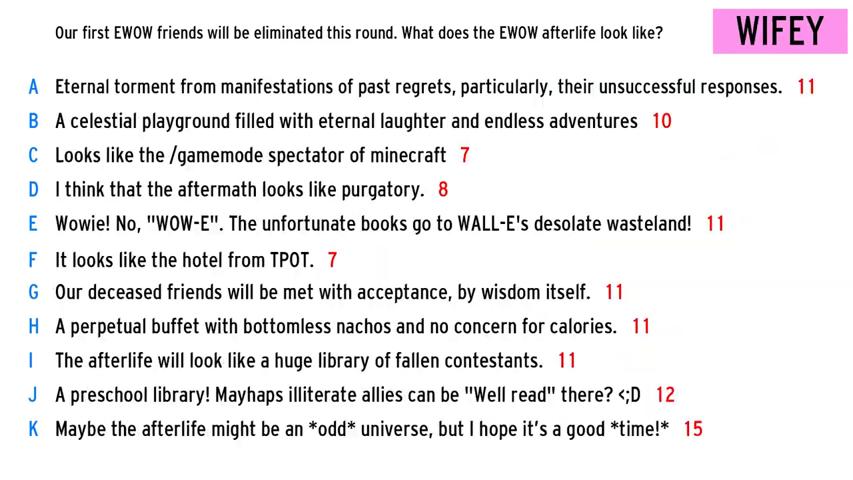 Our first EWOW friends will be eliminated this round. What does the EWOW afterlife look like?
WIFEY
A Eternal torment from manifestations of past regrets, particularly, their unsuccessful responses. 11
B A celestial playground filled with eternal laughter and endless adventures 10
C Looks like the /gamemode spectator of minecraft 7
D I think that the aftermath looks like purgatory. 8
E Wowie! No, "WOW-E". The unfortunate books go to WALL-E's desolate wasteland! 11
F It looks like the hotel from TPOT. 7
G Our deceased friends will be met with acceptance, by wisdom itself. 11
H A perpetual buffet with bottomless nachos and no concern for calories. 11
I The afterlife will look like a huge library of fallen contestants. 11
J A preschool library! Mayhaps illiterate allies can be "Well read" there? <;D 12
K Maybe the afterlife might be an *odd* universe, but I hope it's a good *time!* 15